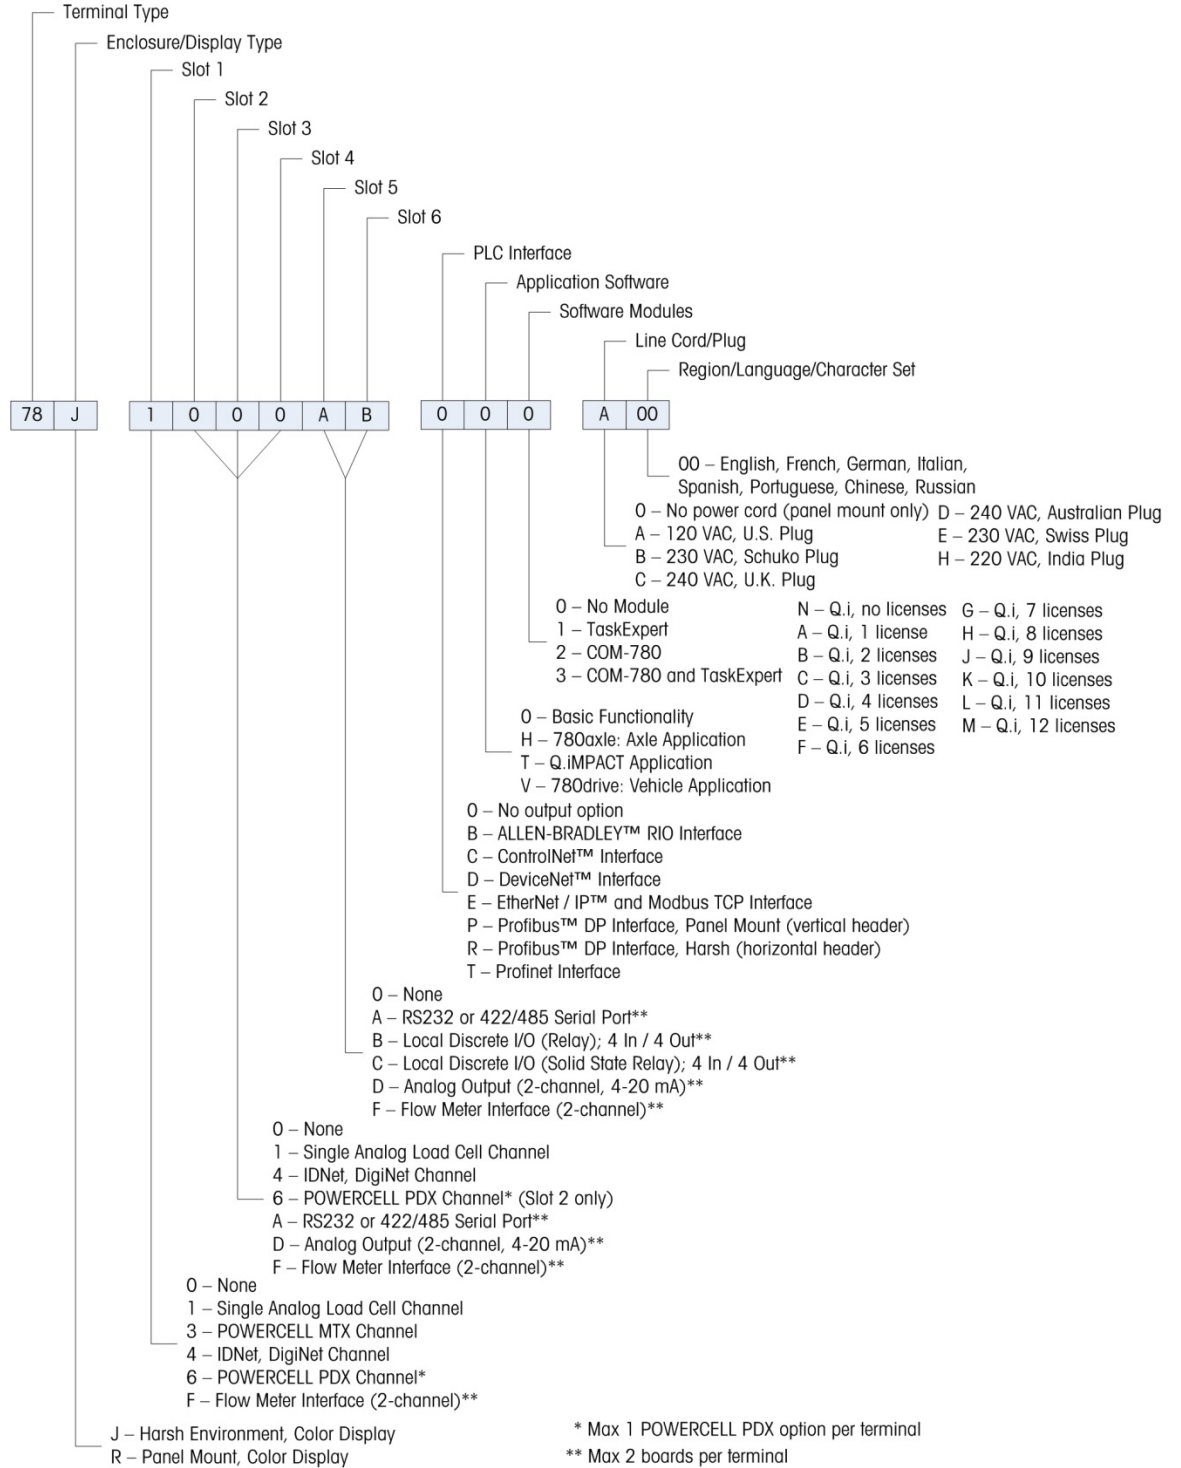 Terminal Type
Enclosure/Display Type
Slot 1
Slot 2
Slot 3
Slot 4
Slot 5
Slot 6
PLC Interface
Application Software
Software Modules
Line Cord/Plug
Region/Language/Character Set
78 J 1 0 0 0 A B 0 0 0 A 00
00 – English, French, German, Italian,
Spanish, Portuguese, Chinese, Russian
0 – No power cord (panel mount only)
A – 120 VAC, U.S. Plug
B – 230 VAC, Schuko Plug
C – 240 VAC, U.K. Plug
D – 240 VAC, Australian Plug
E – 230 VAC, Swiss Plug
H – 220 VAC, India Plug
0 – No Module
1 – TaskExpert
2 – COM-780
3 – COM-780 and TaskExpert
N – Q.i, no licenses
A – Q.i, 1 license
B – Q.i, 2 licenses
C – Q.i, 3 licenses
D – Q.i, 4 licenses
E – Q.i, 5 licenses
F – Q.i, 6 licenses
G – Q.i, 7 licenses
H – Q.i, 8 licenses
J – Q.i, 9 licenses
K – Q.i, 10 licenses
L – Q.i, 11 licenses
M – Q.i, 12 licenses
0 – Basic Functionality
H – 780axle: Axle Application
T – Q.iMPACT Application
V – 780drive: Vehicle Application
0 – No output option
B – ALLEN-BRADLEY™ RIO Interface
C – ControlNet™ Interface
D – DeviceNet™ Interface
E – EtherNet / IP™ and Modbus TCP Interface
P – Profibus™ DP Interface, Panel Mount (vertical header)
R – Profibus™ DP Interface, Harsh (horizontal header)
T – Profinet Interface
0 – None
A – RS232 or 422/485 Serial Port**
B – Local Discrete I/O (Relay); 4 In / 4 Out**
C – Local Discrete I/O (Solid State Relay); 4 In / 4 Out**
D – Analog Output (2-channel, 4-20 mA)**
F – Flow Meter Interface (2-channel)**
0 – None
1 – Single Analog Load Cell Channel
4 – IDNet, DigiNet Channel
6 – POWERCELL PDX Channel* (Slot 2 only)
A – RS232 or 422/485 Serial Port**
D – Analog Output (2-channel, 4-20 mA)**
F – Flow Meter Interface (2-channel)**
0 – None
1 – Single Analog Load Cell Channel
3 – POWERCELL MTX Channel
4 – IDNet, DigiNet Channel
6 – POWERCELL PDX Channel*
F – Flow Meter Interface (2-channel)**
J – Harsh Environment, Color Display
R – Panel Mount, Color Display
* Max 1 POWERCELL PDX option per terminal
** Max 2 boards per terminal